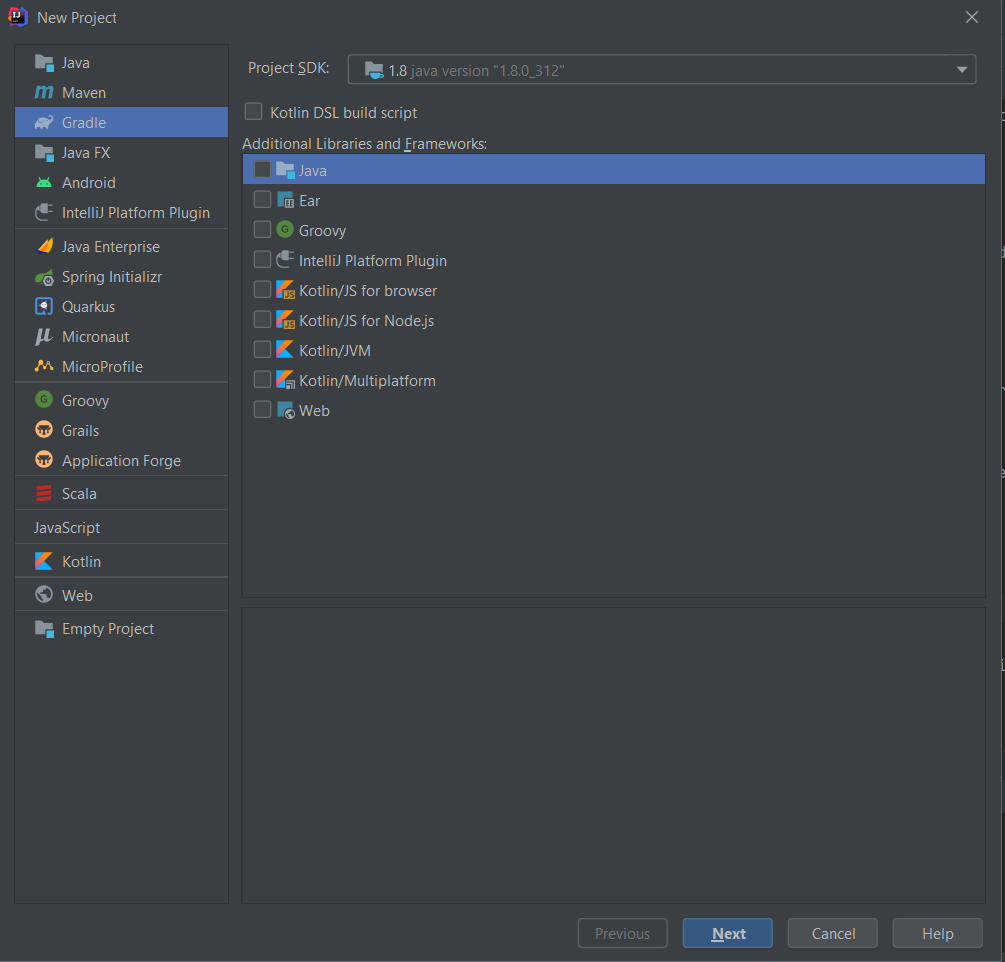 New Project
Java
Maven
Gradle
Java FX
Android
IntelliJ Platform Plugin
Java Enterprise
Spring Initializr
Quarkus
Micronaut
MicroProfile
Groovy
Grails
Application Forge
Scala
JavaScript
Kotlin
Web
Empty Project
Project SDK: 1.8 java version "1.8.0_312"
Kotlin DSL build script
Additional Libraries and Frameworks:
Java
Ear
Groovy
IntelliJ Platform Plugin
Kotlin/JS for browser
Kotlin/JS for Node.js
Kotlin/JVM
Kotlin/Multiplatform
Web
Previous Next Cancel Help